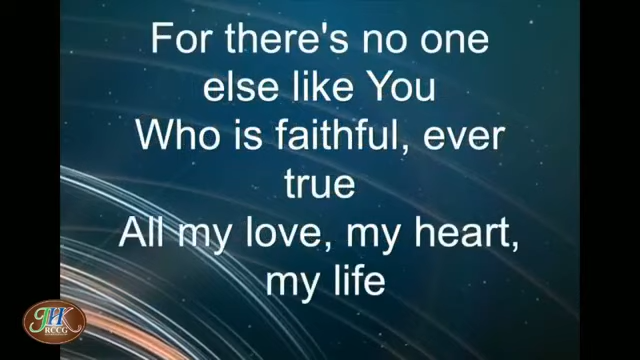 For there's no one
else like You
Who is faithful, ever
true
All my love, my heart,
my life
JHK
RCCG